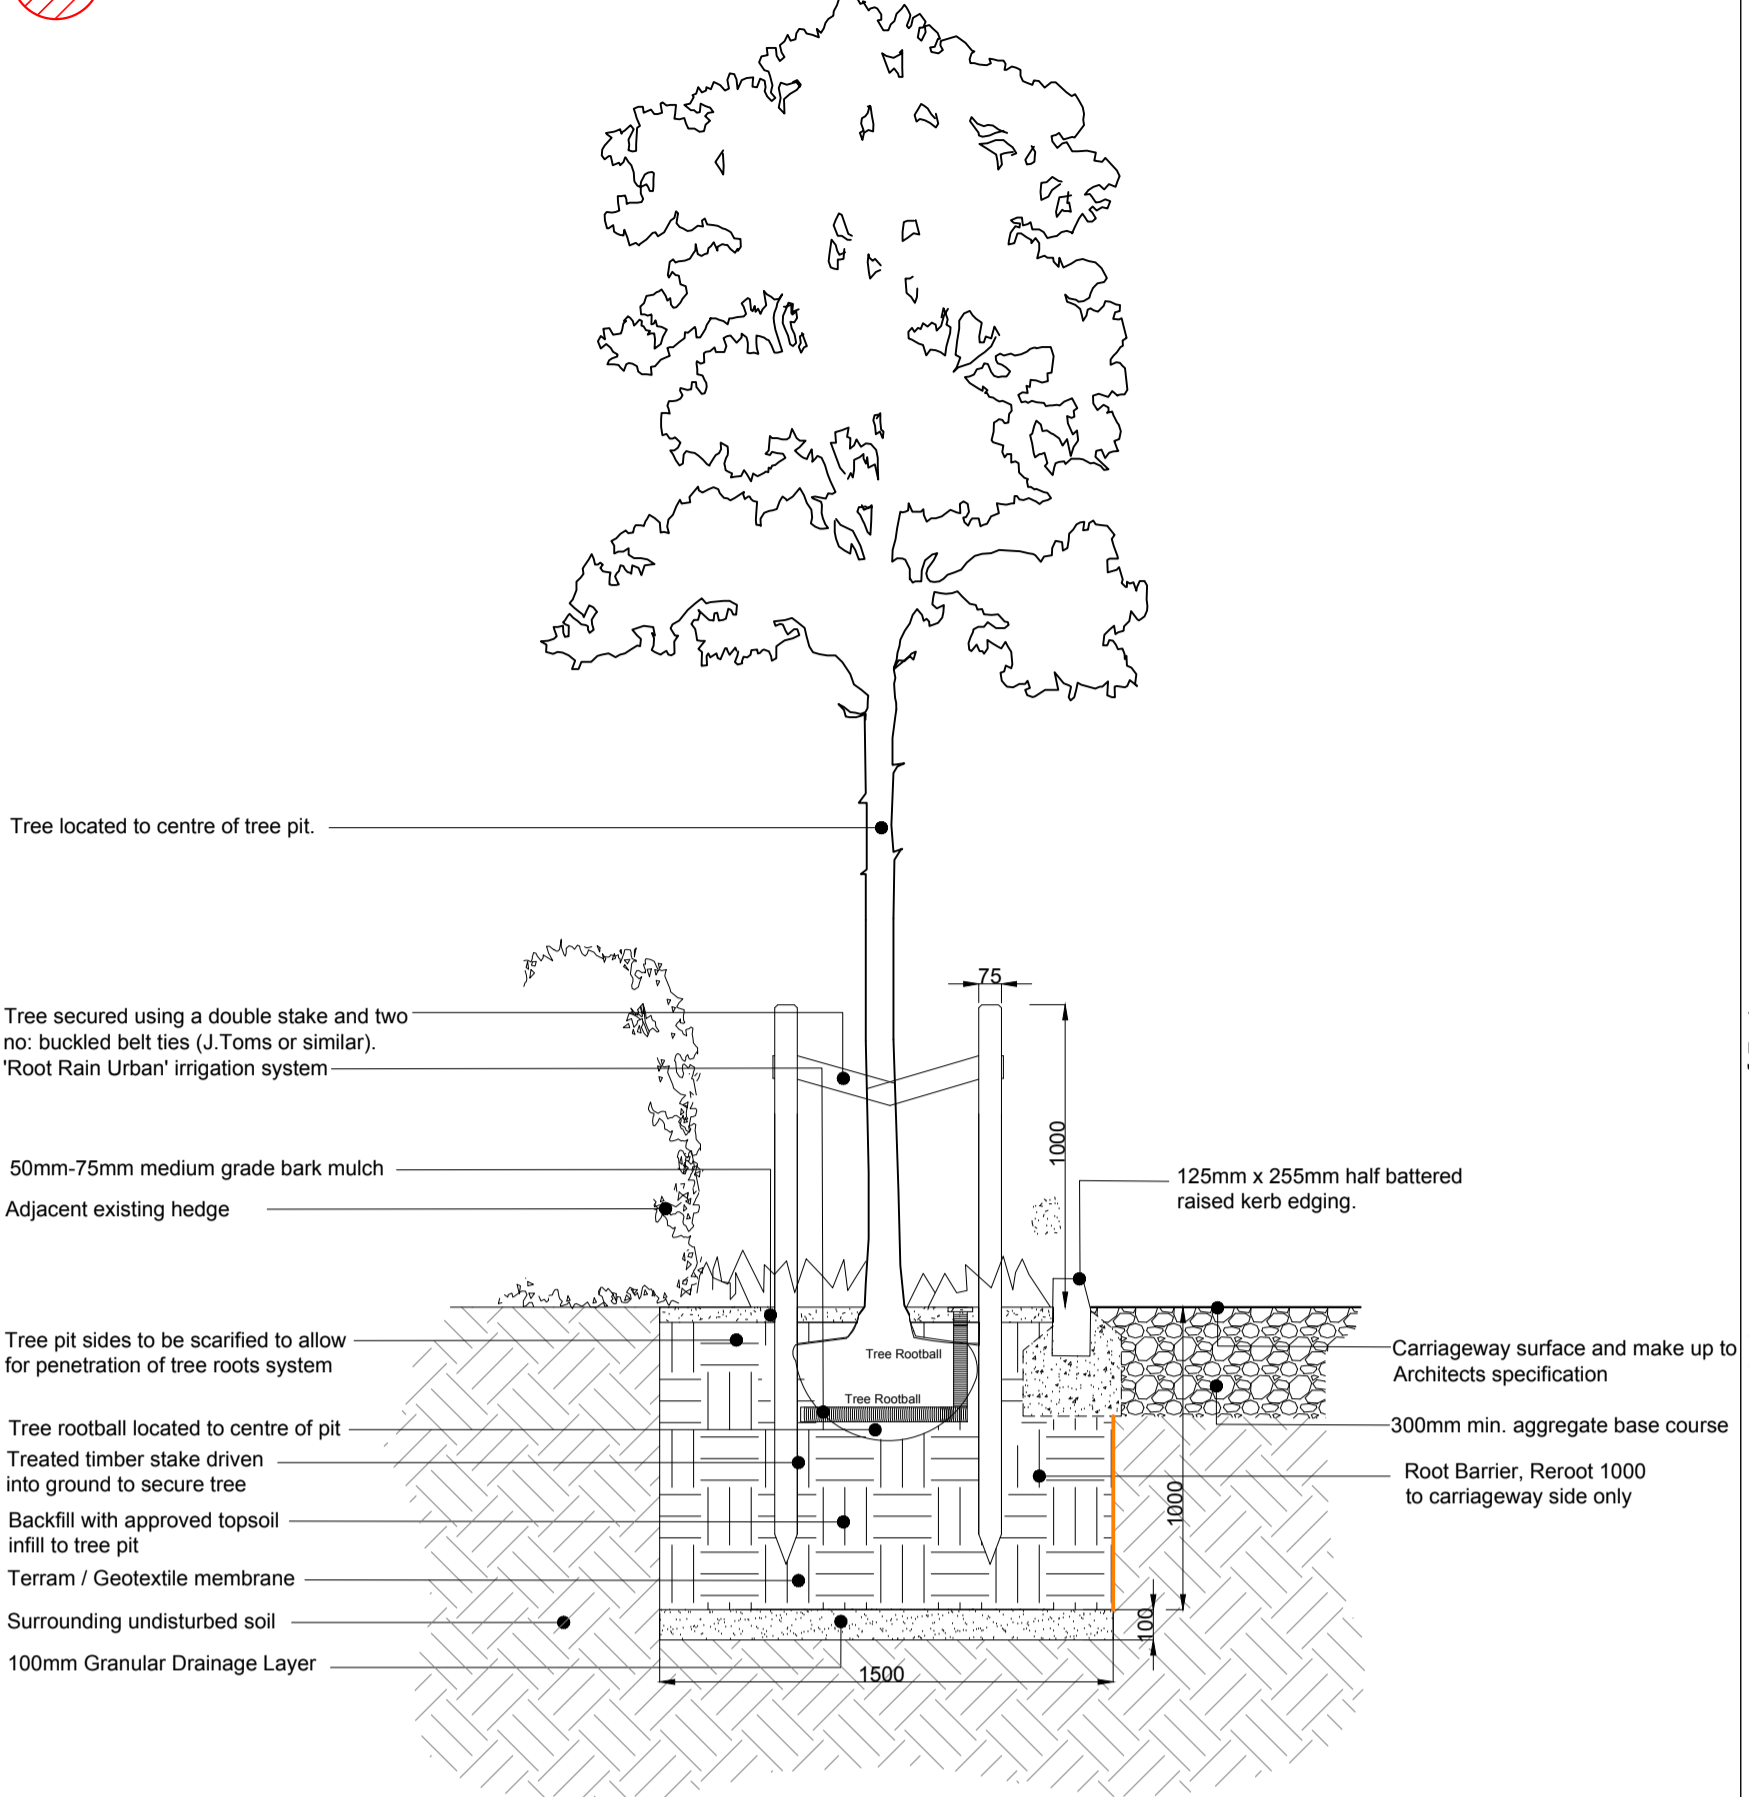 Tree located to centre of tree pit.
75
Tree secured using a double stake and two
no: buckled belt ties (J.Toms or similar).
'Root Rain Urban' irrigation system
1000
50mm-75mm medium grade bark mulch
Adjacent existing hedge
125mm x 255mm half battered
raised kerb edging.
Tree pit sides to be scarified to allow
for penetration of tree roots system
Tree Rootball
Tree Rootball
Carriageway surface and make up to
Architects specification
Tree rootball located to centre of pit
300mm min. aggregate base course
Treated timber stake driven
into ground to secure tree
Root Barrier, Reroot 1000
to carriageway side only
1000
Backfill with approved topsoil
infill to tree pit
Terram / Geotextile membrane
Surrounding undisturbed soil
100
100mm Granular Drainage Layer
1500